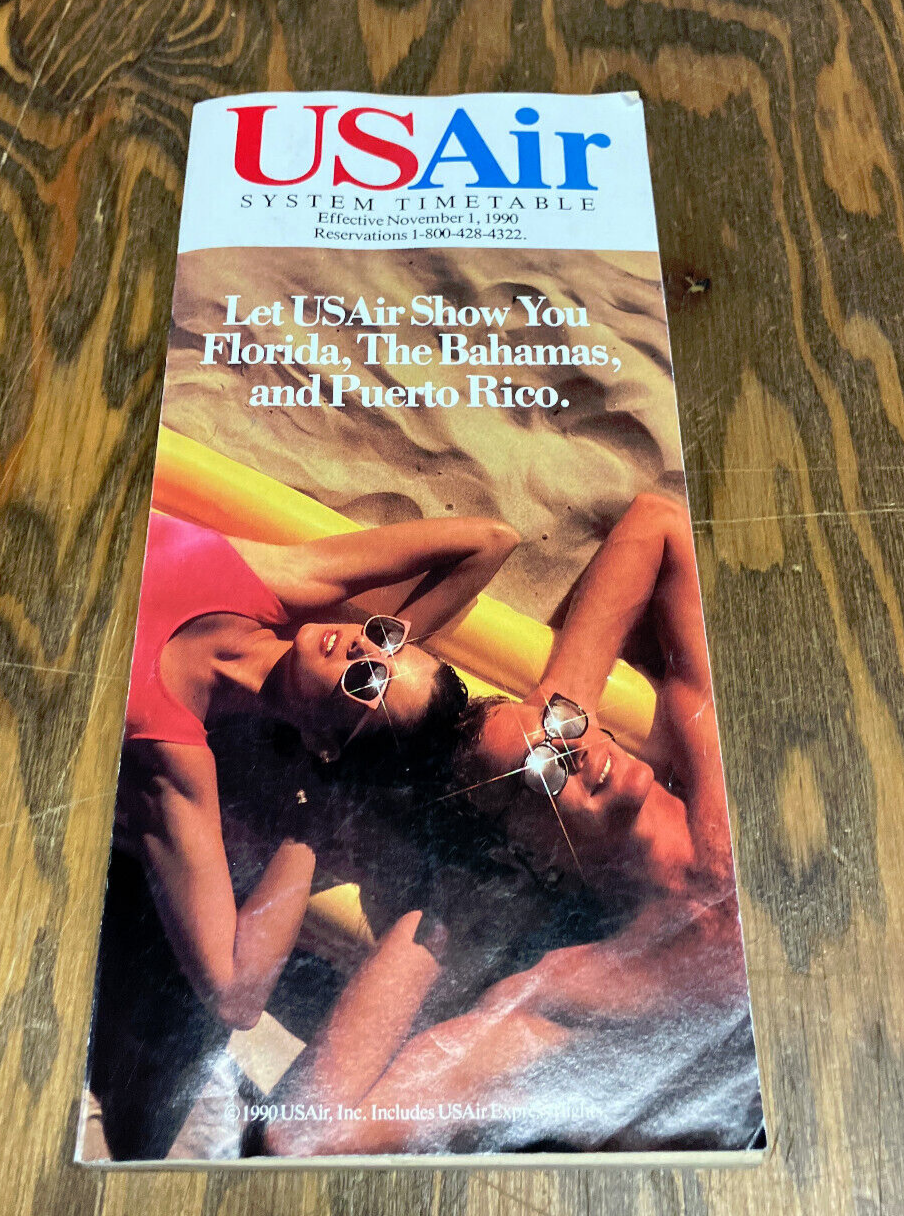 USAir
SYSTEM TIMETABLE
Effective November 1, 1990
Reservations 1-800-428-4322.
Let USAir Show You
Florida, The Bahamas,
and Puerto Rico.
©1990 USAir, Inc. Includes USAir Express flights.